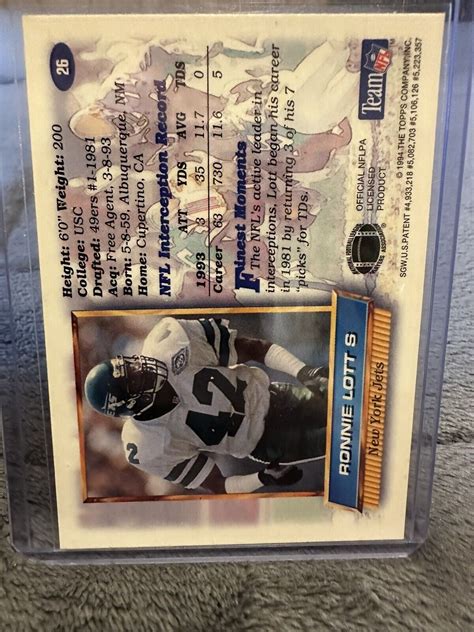 26
Height: 6'0" Weight: 200
College: USC
Drafted: 49ers #1-1981
Acq: Free Agent, 3-8-93
Born: 5-8-59, Albuquerque, NM
Home: Cupertino, CA
NFL Interception Record
ATT YDS AVG TDS
1993 3 35 11.7 0
Career 63 730 11.6 5
Finest Moments
The NFL's active leader in
interceptions. Lott began his career
in 1981 by returning 3 of his 7
"picks" for TDs.
42
42
RONNIE LOTT S
New York Jets
Team NFL
OFFICIAL NFLPA
LICENSED
PRODUCT
© 1994 THE TOPPS COMPANY, INC.
SGW, U.S. PATENT #4,933,218 #5,082,703 #5,106,126 #5,223,357